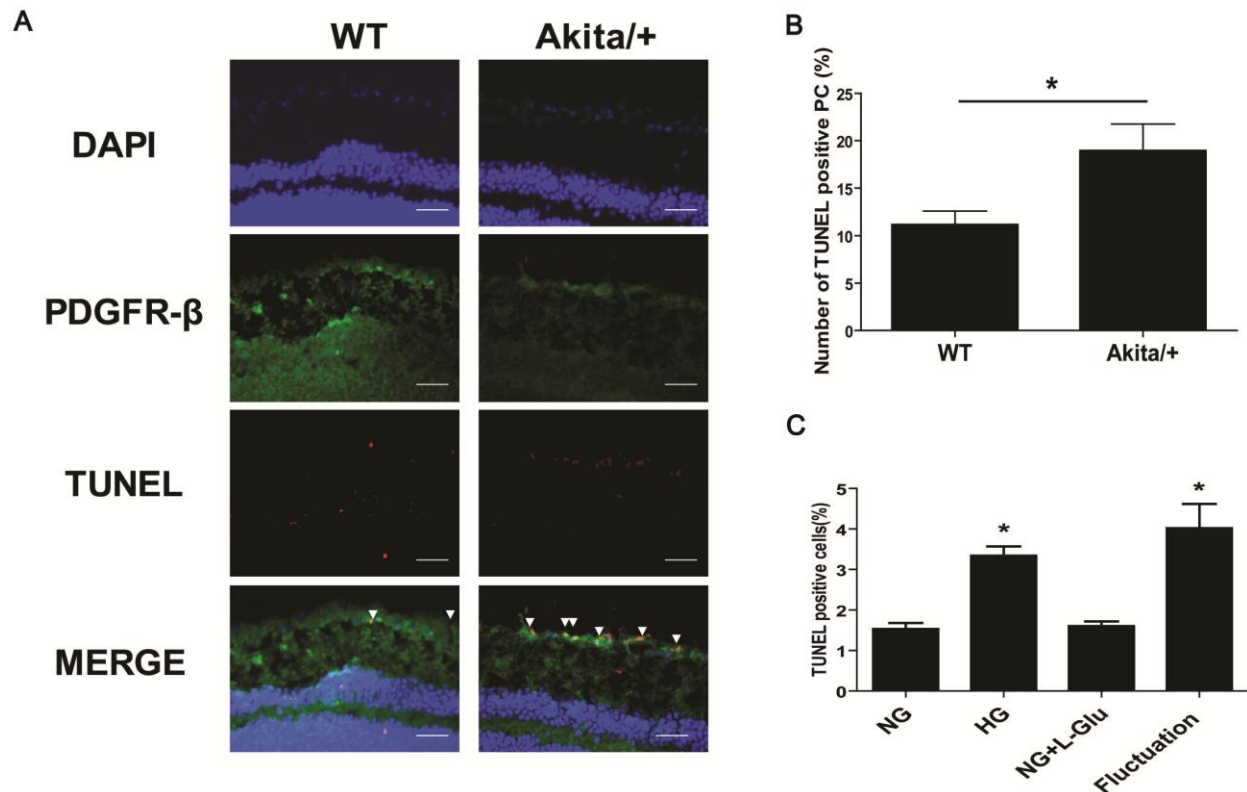 A
WT Akita/+
DAPI
PDGFR-β
TUNEL
MERGE
B
Number of TUNEL positive PC (%)
25
20
15
10
5
0
*
WT Akita/+
C
TUNEL positive cells(%)
5
4
3
2
1
0
*
*
NG HG NG+L-Glu Fluctuation